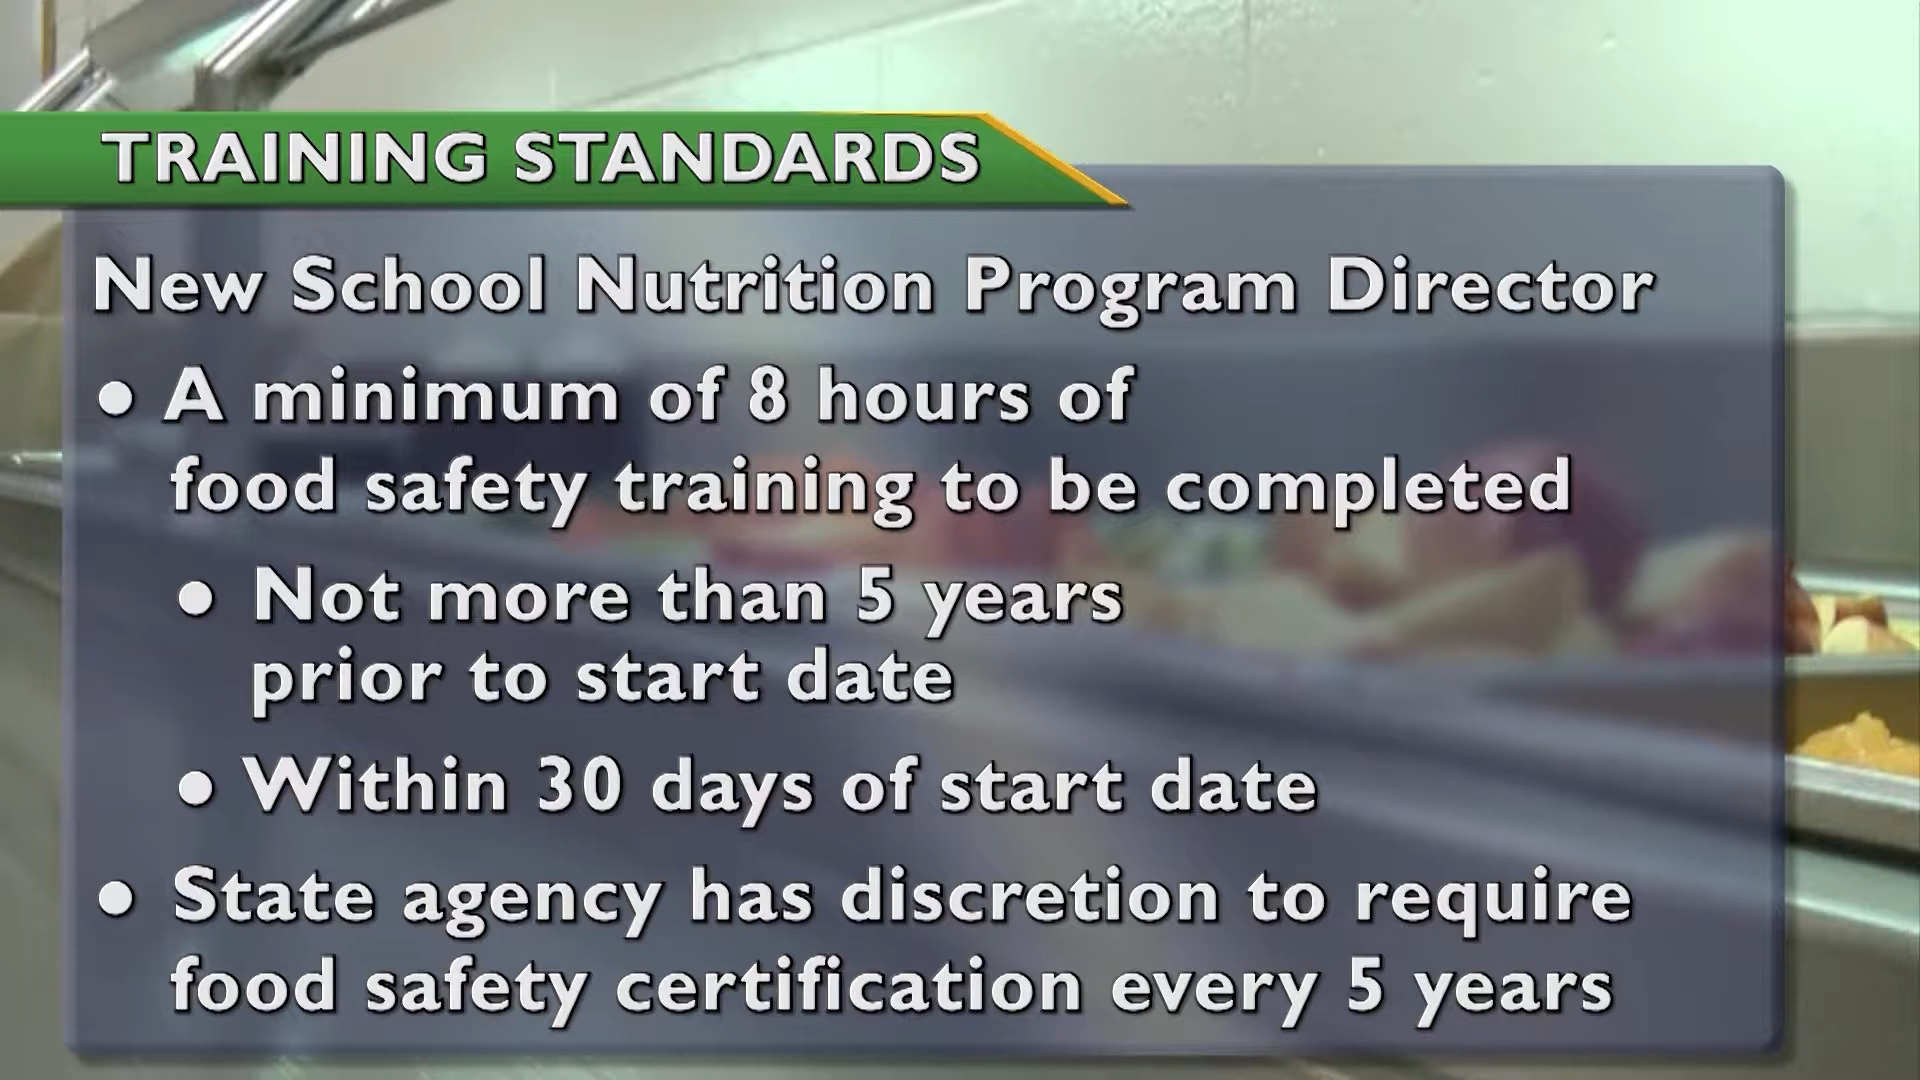 TRAINING STANDARDS
New School Nutrition Program Director
● A minimum of 8 hours of
food safety training to be completed
● Not more than 5 years
prior to start date
● Within 30 days of start date
● State agency has discretion to require
food safety certification every 5 years